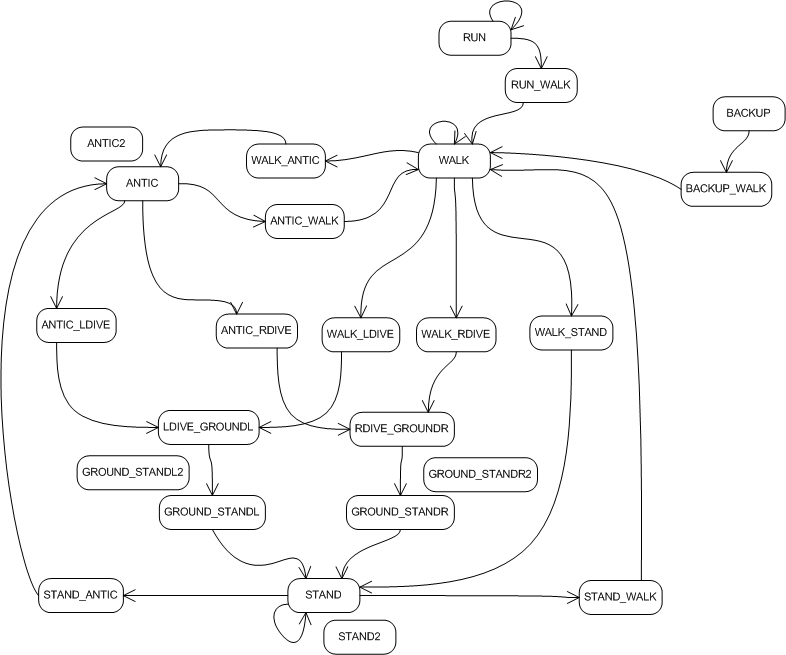 RUN
RUN_WALK
BACKUP
ANTIC2
WALK_ANTIC
WALK
ANTIC
BACKUP_WALK
ANTIC_WALK
ANTIC_LDIVE
ANTIC_RDIVE
WALK_LDIVE
WALK_RDIVE
WALK_STAND
LDIVE_GROUNDL
RDIVE_GROUNDR
GROUND_STANDL2
GROUND_STANDR2
GROUND_STANDL
GROUND_STANDR
STAND_ANTIC
STAND
STAND_WALK
STAND2